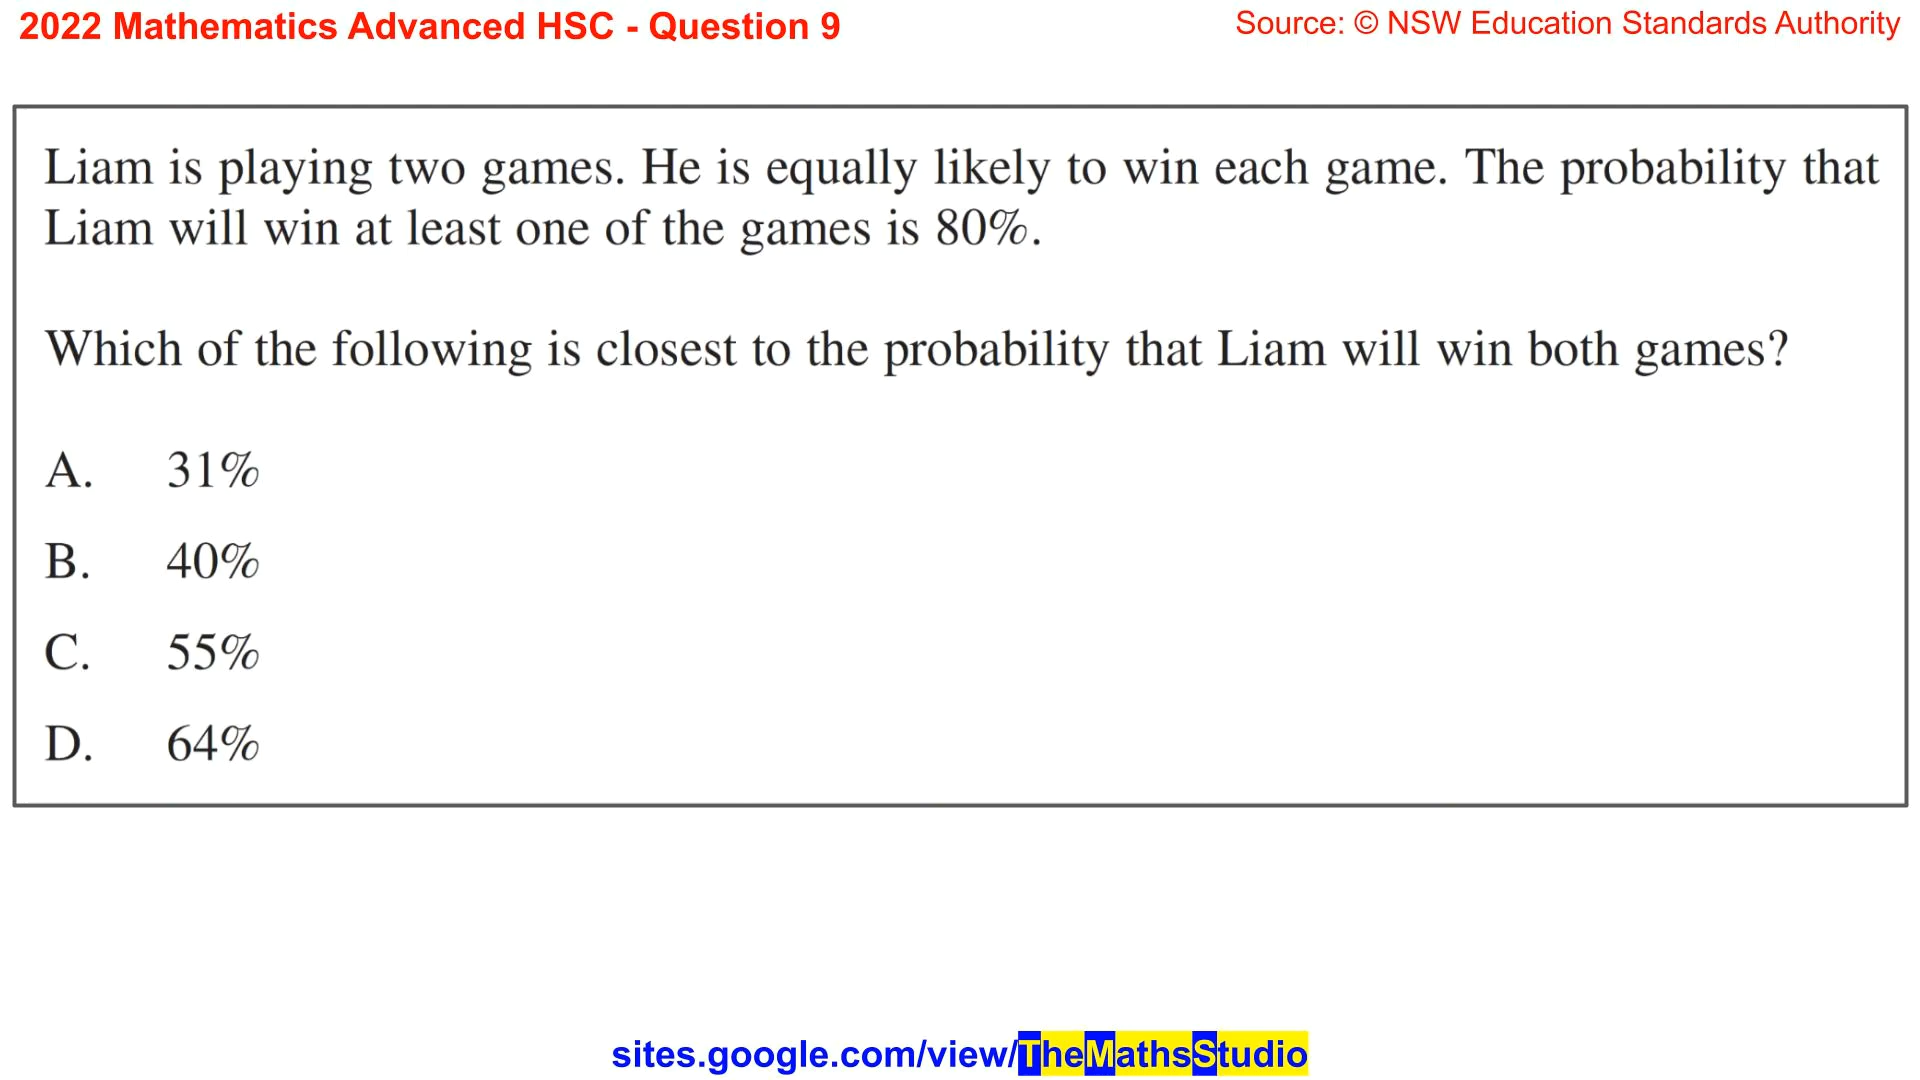 2022 Mathematics Advanced HSC - Question 9
Source: © NSW Education Standards Authority
Liam is playing two games. He is equally likely to win each game. The probability that
Liam will win at least one of the games is 80%.
Which of the following is closest to the probability that Liam will win both games?
A. 31%
B. 40%
C. 55%
D. 64%
sites.google.com/view/TheMathsStudio